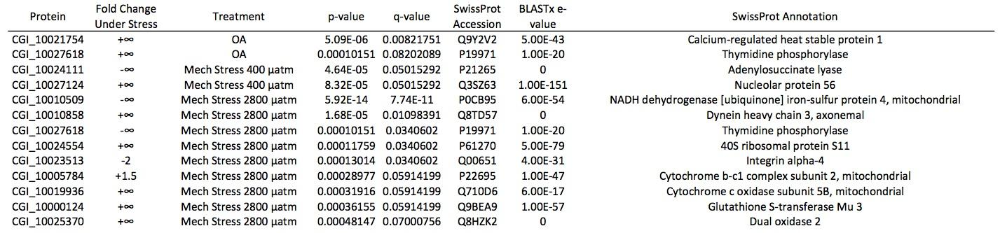 Protein Fold Change Under Stress Treatment p-value q-value SwissProt Accession BLASTx e-value SwissProt Annotation
CGI_10021754 +∞ OA 5.09E-06 0.00821751 Q9Y2V2 5.00E-43 Calcium-regulated heat stable protein 1
CGI_10027618 +∞ OA 0.00010151 0.08202089 P19971 1.00E-20 Thymidine phosphorylase
CGI_10024111 -∞ Mech Stress 400 µatm 4.64E-05 0.05015292 P21265 0 Adenylosuccinate lyase
CGI_10027124 +∞ Mech Stress 400 µatm 8.32E-05 0.05015292 Q3SZ63 1.00E-151 Nucleolar protein 56
CGI_10010509 -∞ Mech Stress 2800 µatm 5.92E-14 7.74E-11 P0CB95 6.00E-54 NADH dehydrogenase [ubiquinone] iron-sulfur protein 4, mitochondrial
CGI_10010858 +∞ Mech Stress 2800 µatm 1.68E-05 0.01098391 Q8TD57 0 Dynein heavy chain 3, axonemal
CGI_10027618 -∞ Mech Stress 2800 µatm 0.00010151 0.0340602 P19971 1.00E-20 Thymidine phosphorylase
CGI_10024554 +∞ Mech Stress 2800 µatm 0.00011759 0.0340602 P61270 5.00E-79 40S ribosomal protein S11
CGI_10023513 -2 Mech Stress 2800 µatm 0.00013014 0.0340602 Q00651 4.00E-31 Integrin alpha-4
CGI_10005784 +1.5 Mech Stress 2800 µatm 0.00028977 0.05914199 P22695 1.00E-47 Cytochrome b-c1 complex subunit 2, mitochondrial
CGI_10019936 +∞ Mech Stress 2800 µatm 0.00031916 0.05914199 Q710D6 6.00E-17 Cytochrome c oxidase subunit 5B, mitochondrial
CGI_10000124 +∞ Mech Stress 2800 µatm 0.00036155 0.05914199 Q9BEA9 1.00E-57 Glutathione S-transferase Mu 3
CGI_10025370 +∞ Mech Stress 2800 µatm 0.00048147 0.07000756 Q8HZK2 0 Dual oxidase 2